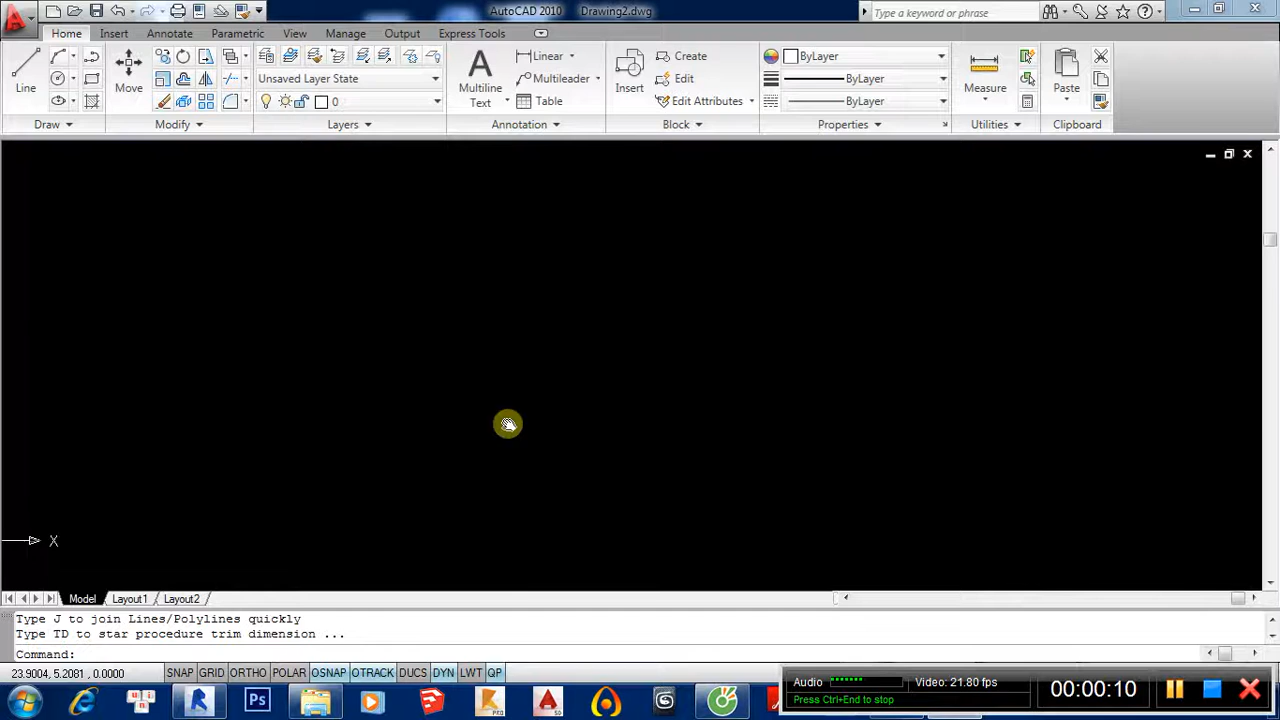 AutoCAD 2010 Drawing2.dwg
Type a keyword or phrase
Home Insert Annotate Parametric View Manage Output Express Tools
Line
Move
Unsaved Layer State
0
Multiline
Text
Linear
Multileader
Table
Insert
Create
Edit
Edit Attributes
ByLayer
ByLayer
ByLayer
Measure
Paste
Draw Modify Layers Annotation Block Properties Utilities Clipboard
X
Model Layout1 Layout2
Type J to join Lines/Polylines quickly
Type TD to star procedure trim dimension ...
Command:
23.9004, 5.2081, 0.0000 SNAP GRID ORTHO POLAR OSNAP OTRACK DUCS DYN LWT QP
Audio Video: 21.80 fps
Press Ctrl+End to stop
00:00:10
Ps